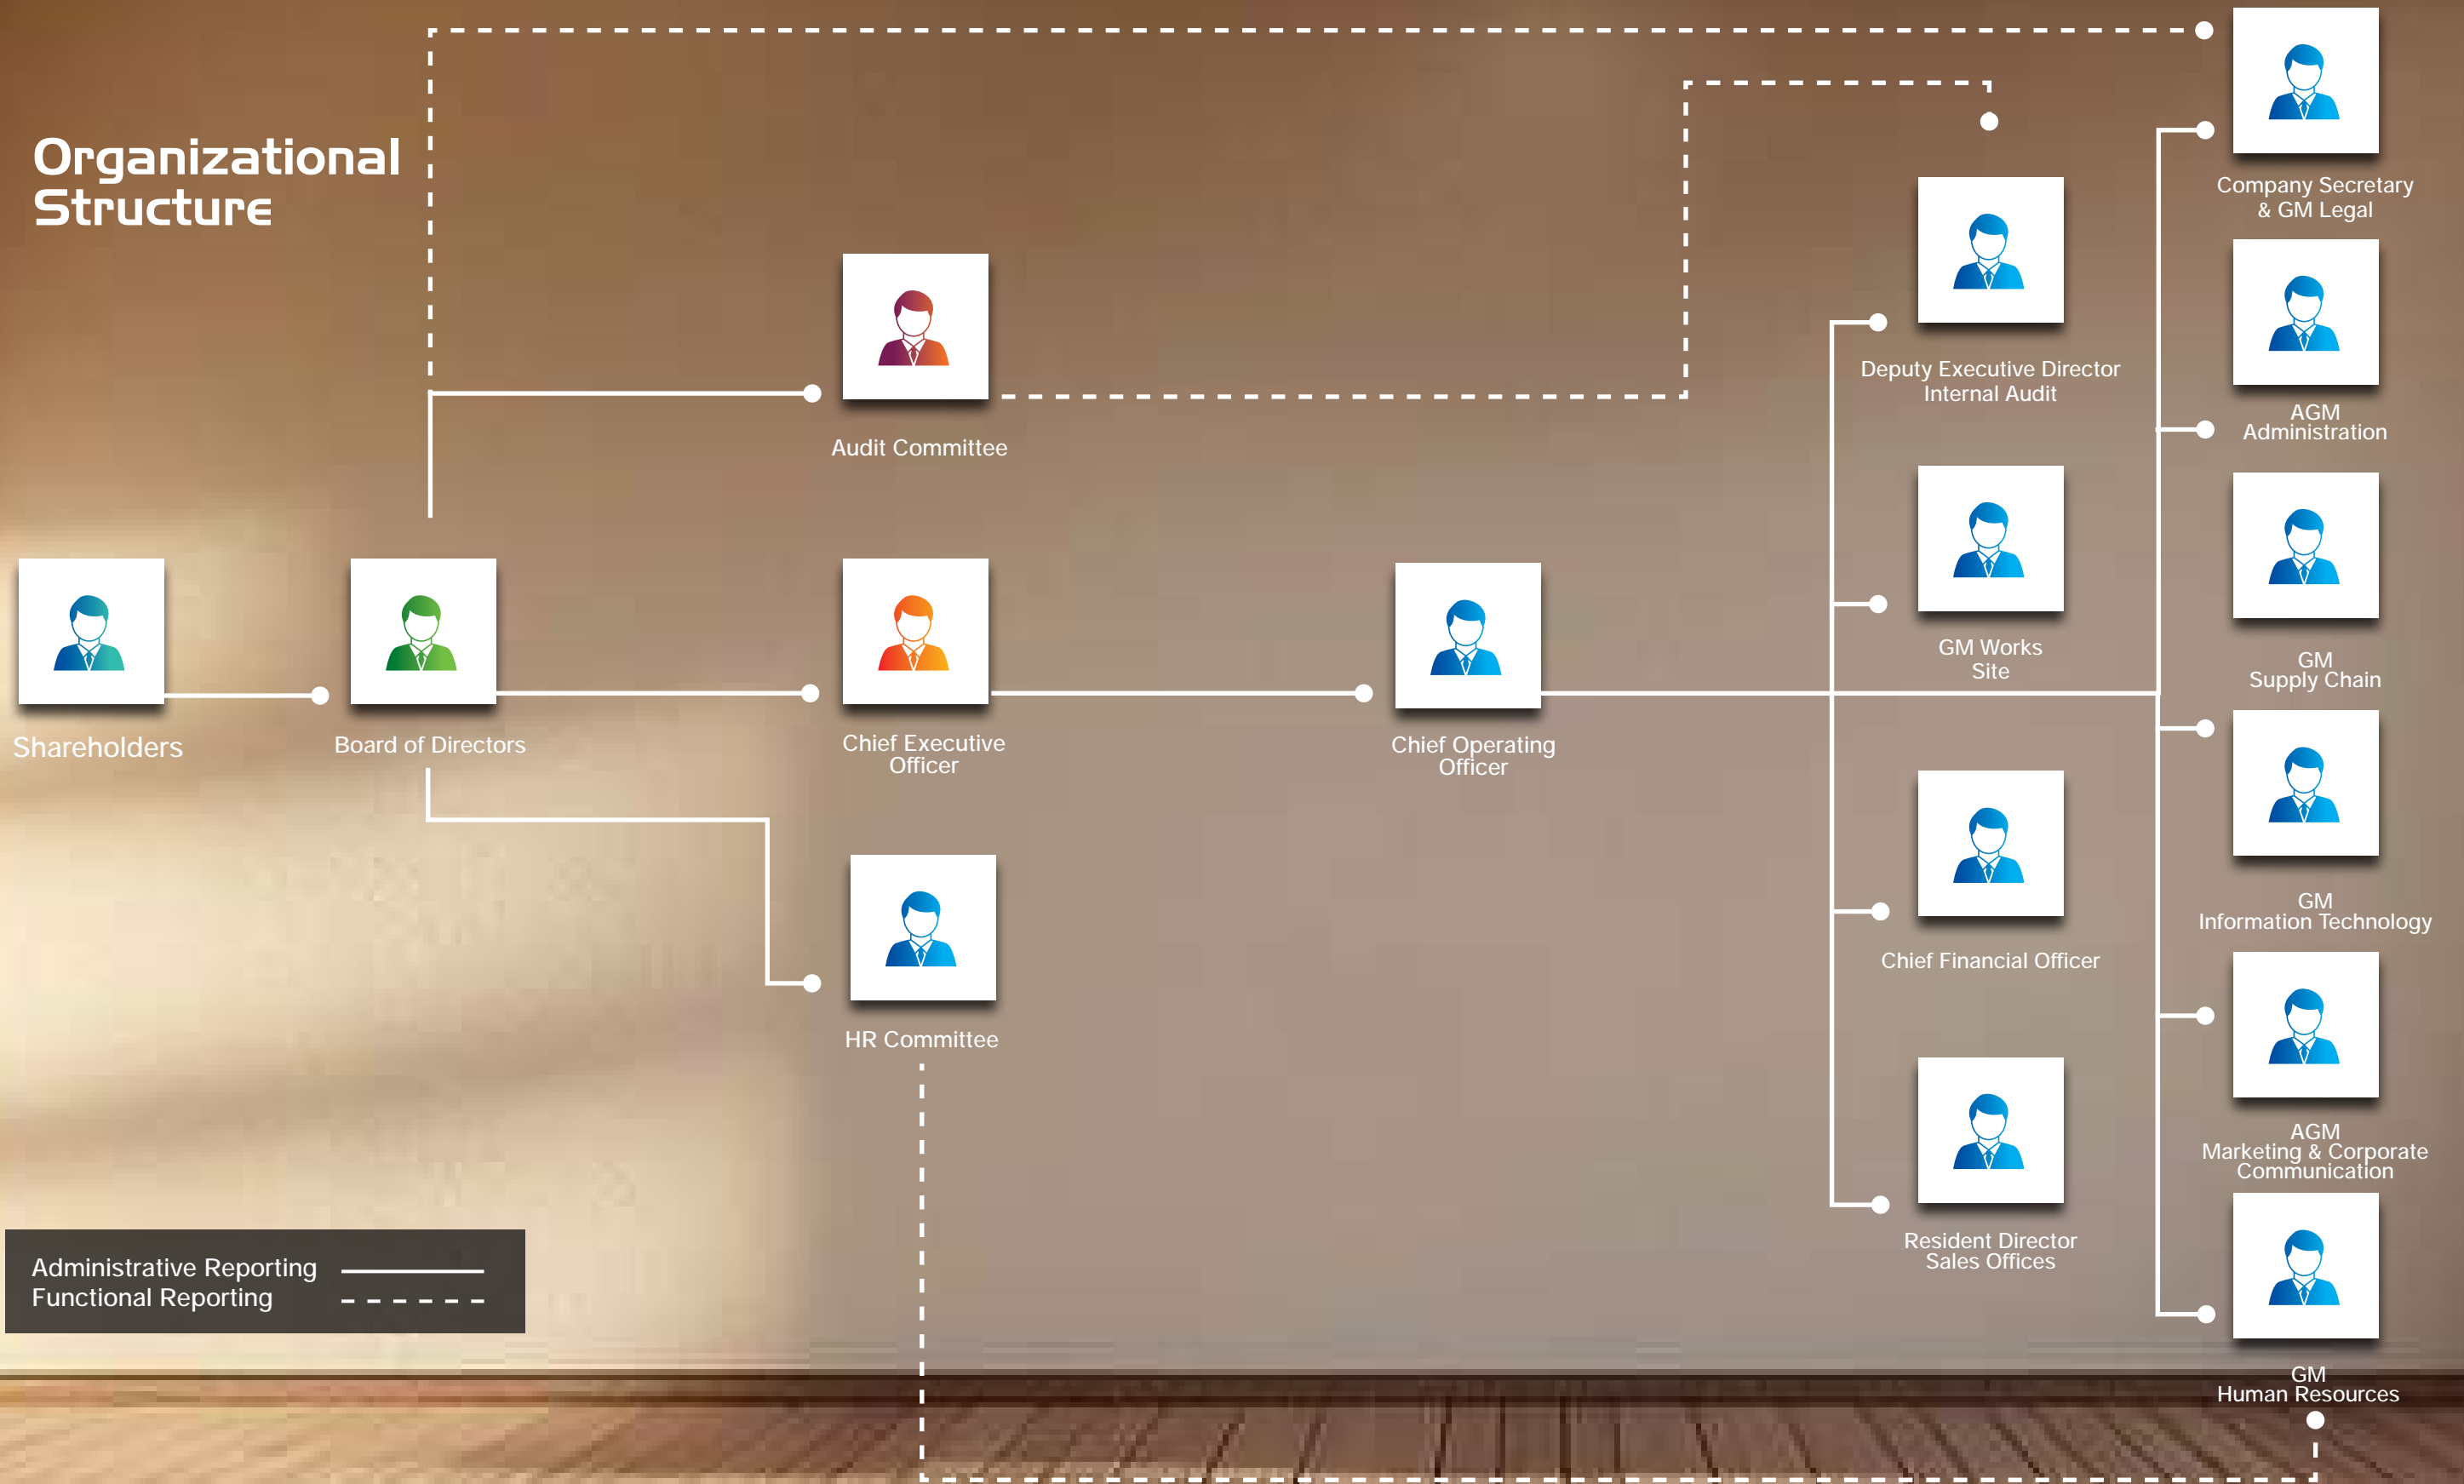 Organizational
Structure
Shareholders
Board of Directors
Audit Committee
Chief Executive
Officer
HR Committee
Chief Operating
Officer
Deputy Executive Director
Internal Audit
GM Works
Site
Chief Financial Officer
Resident Director
Sales Offices
Company Secretary
& GM Legal
AGM
Administration
GM
Supply Chain
GM
Information Technology
AGM
Marketing & Corporate
Communication
GM
Human Resources
Administrative Reporting
Functional Reporting